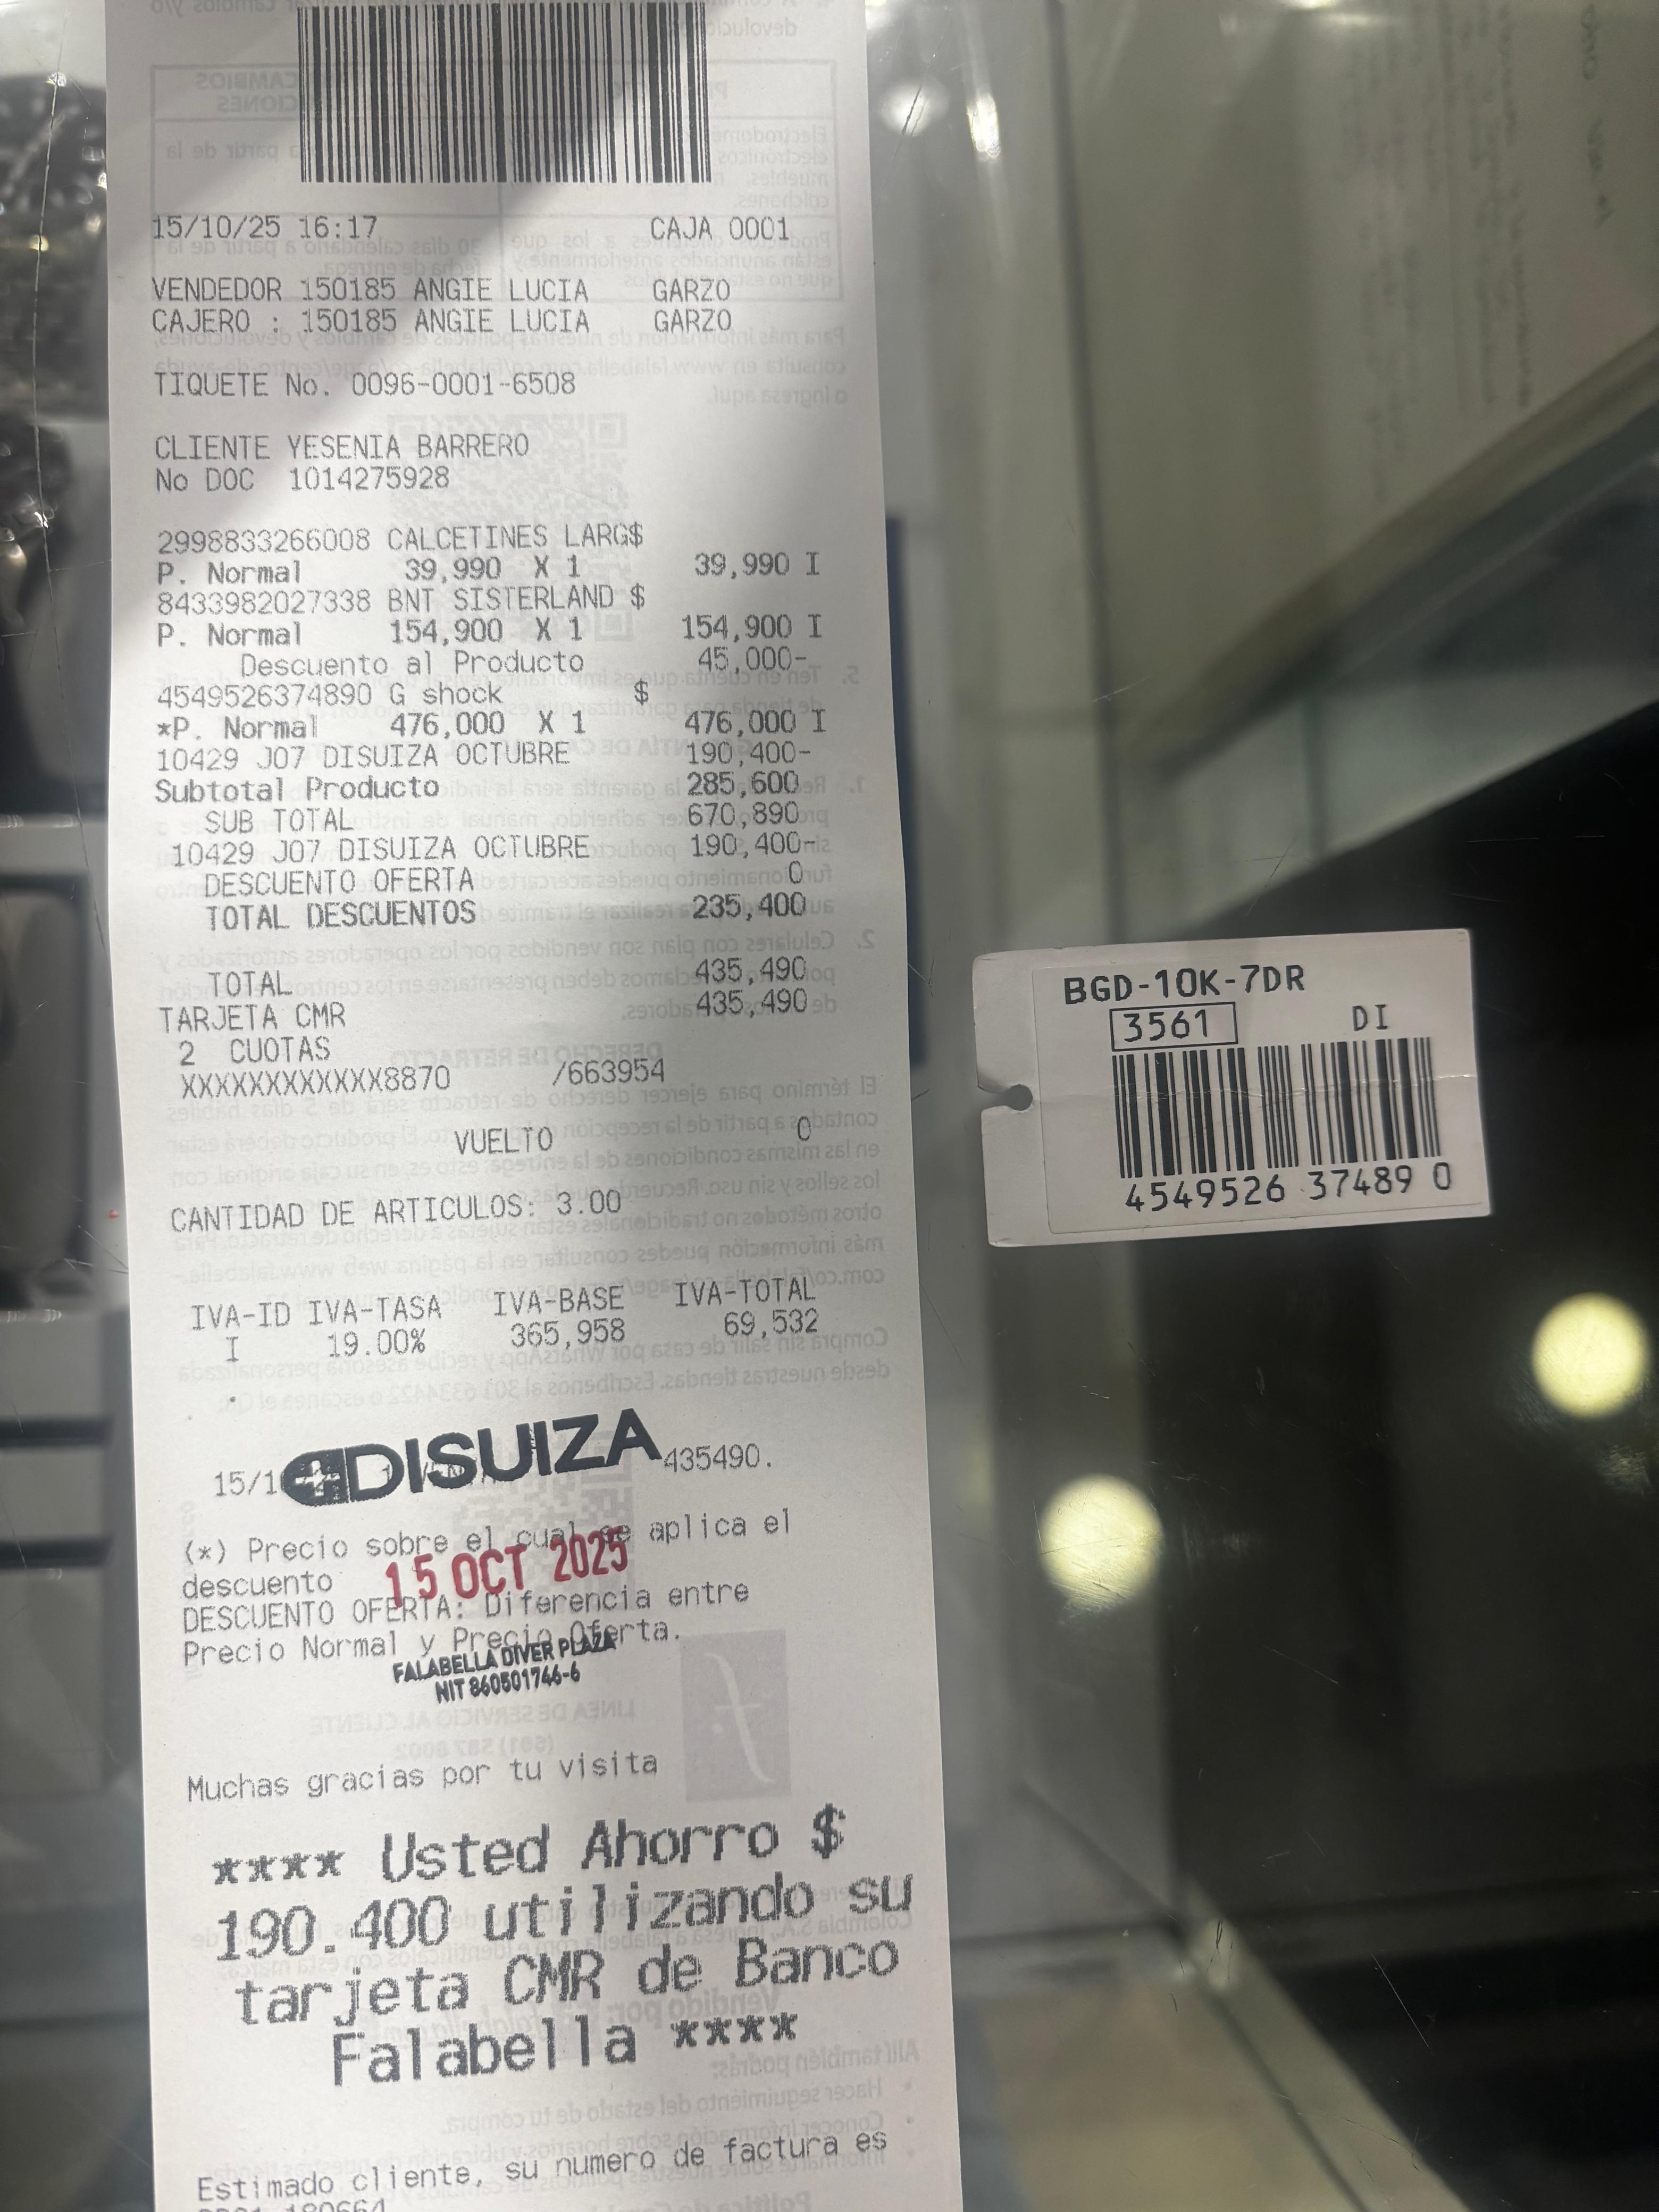 15/10/25 16:17 CAJA 0001
VENDEDOR 150185 ANGIE LUCIA GARZO
CAJERO : 150185 ANGIE LUCIA GARZO
TIQUETE No. 0096-0001-6508
CLIENTE YESENIA BARRERO
No DOC 1014275928
2998833266008 CALCETINES LARG$
P. Normal 39,990 X 1 39,990 I
8433982027338 BNT SISTERLAND $
P. Normal 154,900 X 1 154,900 I
Descuento al Producto 45,000-
4549526374890 G shock $
*P. Normal 476,000 X 1 476,000 I
10429 J07 DISUIZA OCTUBRE 190,400-
Subtotal Producto 285,600
SUB TOTAL 670,890
10429 J07 DISUIZA OCTUBRE 190,400-
DESCUENTO OFERTA 0
TOTAL DESCUENTOS 235,400
TOTAL 435,490
TARJETA CMR 435,490
2 CUOTAS
XXXXXXXXXXXX8870 /663954
VUELTO 0
CANTIDAD DE ARTICULOS: 3.00
IVA-ID IVA-TASA IVA-BASE IVA-TOTAL
I 19.00% 365,958 69,532
DISUIZA
435490.
(*) Precio sobre el cual se aplica el
descuento
15 OCT 2025
DESCUENTO OFERTA: Diferencia entre
Precio Normal y Precio Oferta.
FALABELLA DIVER PLAZA
NIT 860501746-6
Muchas gracias por tu visita
**** Usted Ahorro $
190.400 utilizando su
tarjeta CMR de Banco
Falabella ****
Estimado cliente, su numero de factura es
BGD-10K-7DR
3561 DI
4549526 37489 0